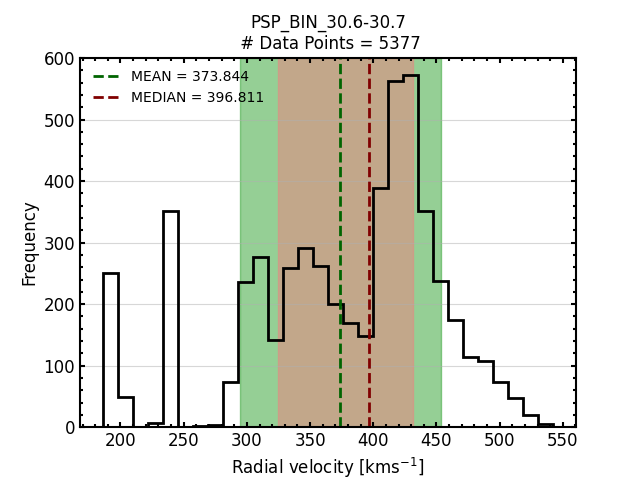 PSP_BIN_30.6-30.7
# Data Points = 5377
MEAN = 373.844
MEDIAN = 396.811
Frequency
600
500
400
300
200
100
0
200 250 300 350 400 450 500 550
Radial velocity [kms⁻¹]